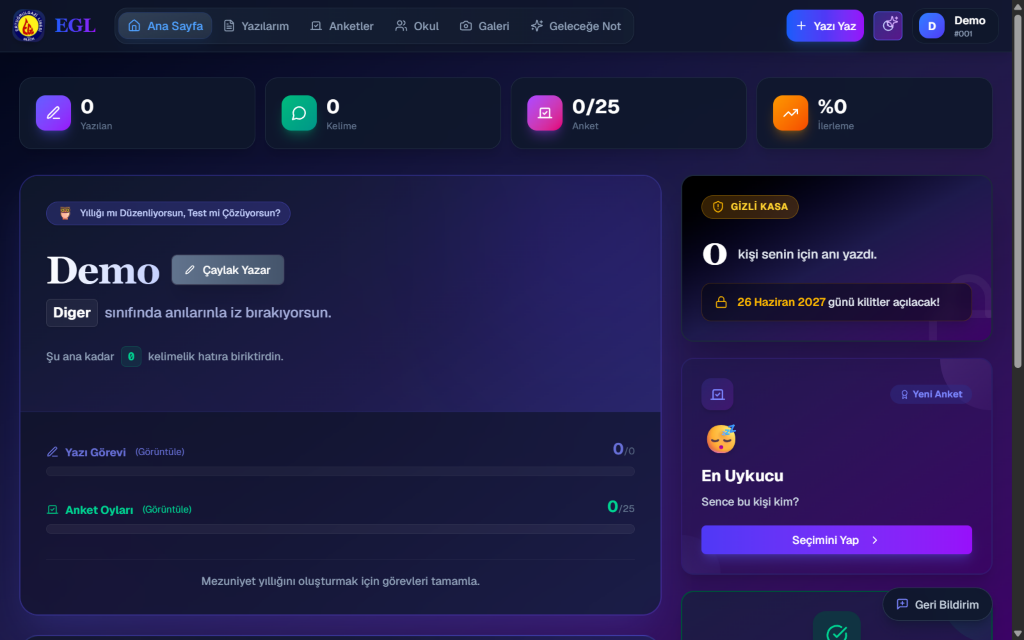 EGL
Ana Sayfa
Yazılarım
Anketler
Okul
Galeri
Geleceğe Not
Yazı Yaz
D
Demo
#001
0
Yazılan
0
Kelime
0/25
Anket
%0
İlerleme
Yıllığı mı Düzenliyorsun, Test mi Çözüyorsun?
Demo
Çaylak Yazar
Diger sınıfında anılarınla iz bırakıyorsun.
Şu ana kadar 0 kelimelik hatıra biriktirdin.
Yazı Görevi (Görüntüle)
0/0
Anket Oyları (Görüntüle)
0/25
Mezuniyet yıllığını oluşturmak için görevleri tamamla.
GİZLİ KASA
0 kişi senin için anı yazdı.
26 Haziran 2027 günü kilitler açılacak!
Yeni Anket
En Uykucu
Sence bu kişi kim?
Seçimini Yap
Geri Bildirim